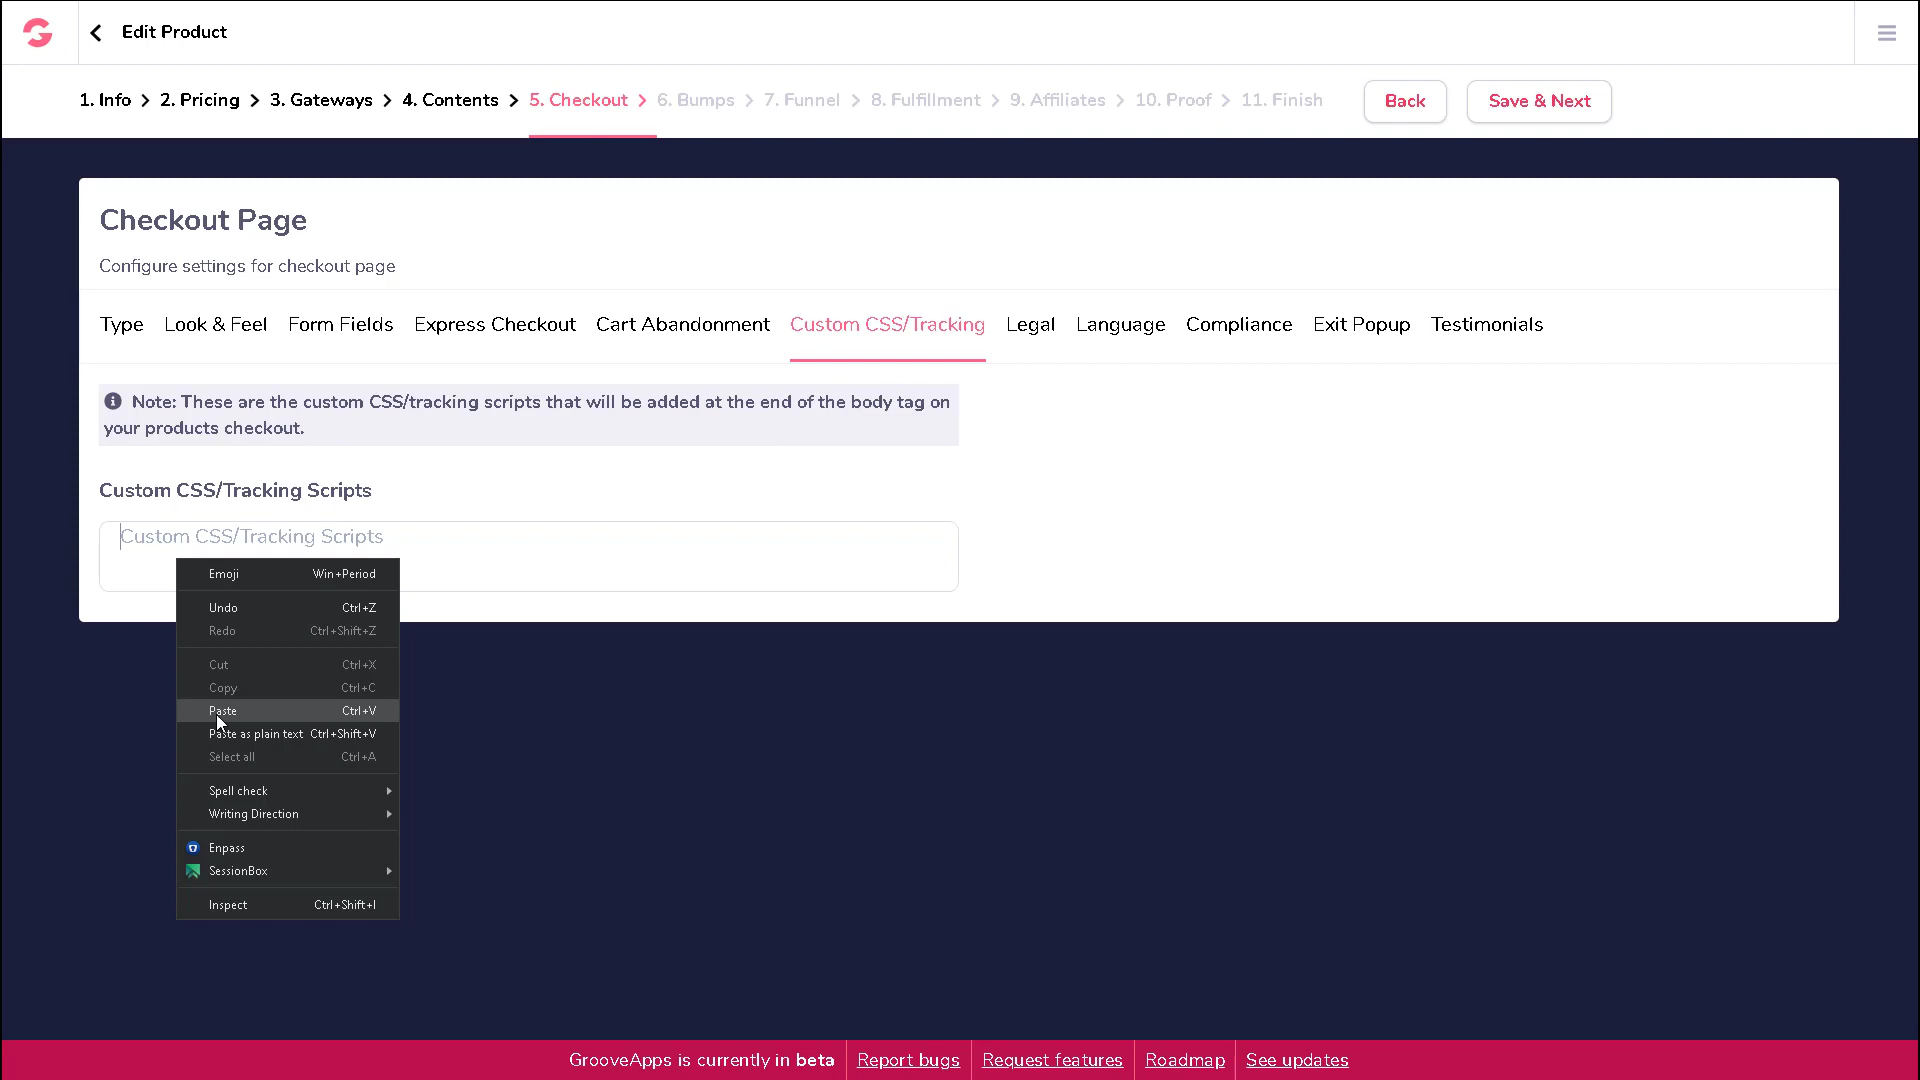 Edit Product
1. Info 2. Pricing 3. Gateways 4. Contents 5. Checkout 6. Bumps 7. Funnel 8. Fulfillment 9. Affiliates 10. Proof 11. Finish Back Save & Next
Checkout Page
Configure settings for checkout page
Type Look & Feel Form Fields Express Checkout Cart Abandonment Custom CSS/Tracking Legal Language Compliance Exit Popup Testimonials
Note: These are the custom CSS/tracking scripts that will be added at the end of the body tag on
your products checkout.
Custom CSS/Tracking Scripts
Custom CSS/Tracking Scripts
Emoji Win+Period
Undo Ctrl+Z
Redo Ctrl+Shift+Z
Cut Ctrl+X
Copy Ctrl+C
Paste Ctrl+V
Paste as plain text Ctrl+Shift+V
Select all Ctrl+A
Spell check
Writing Direction
Enpass
SessionBox
Inspect Ctrl+Shift+I
GrooveApps is currently in beta Report bugs Request features Roadmap See updates